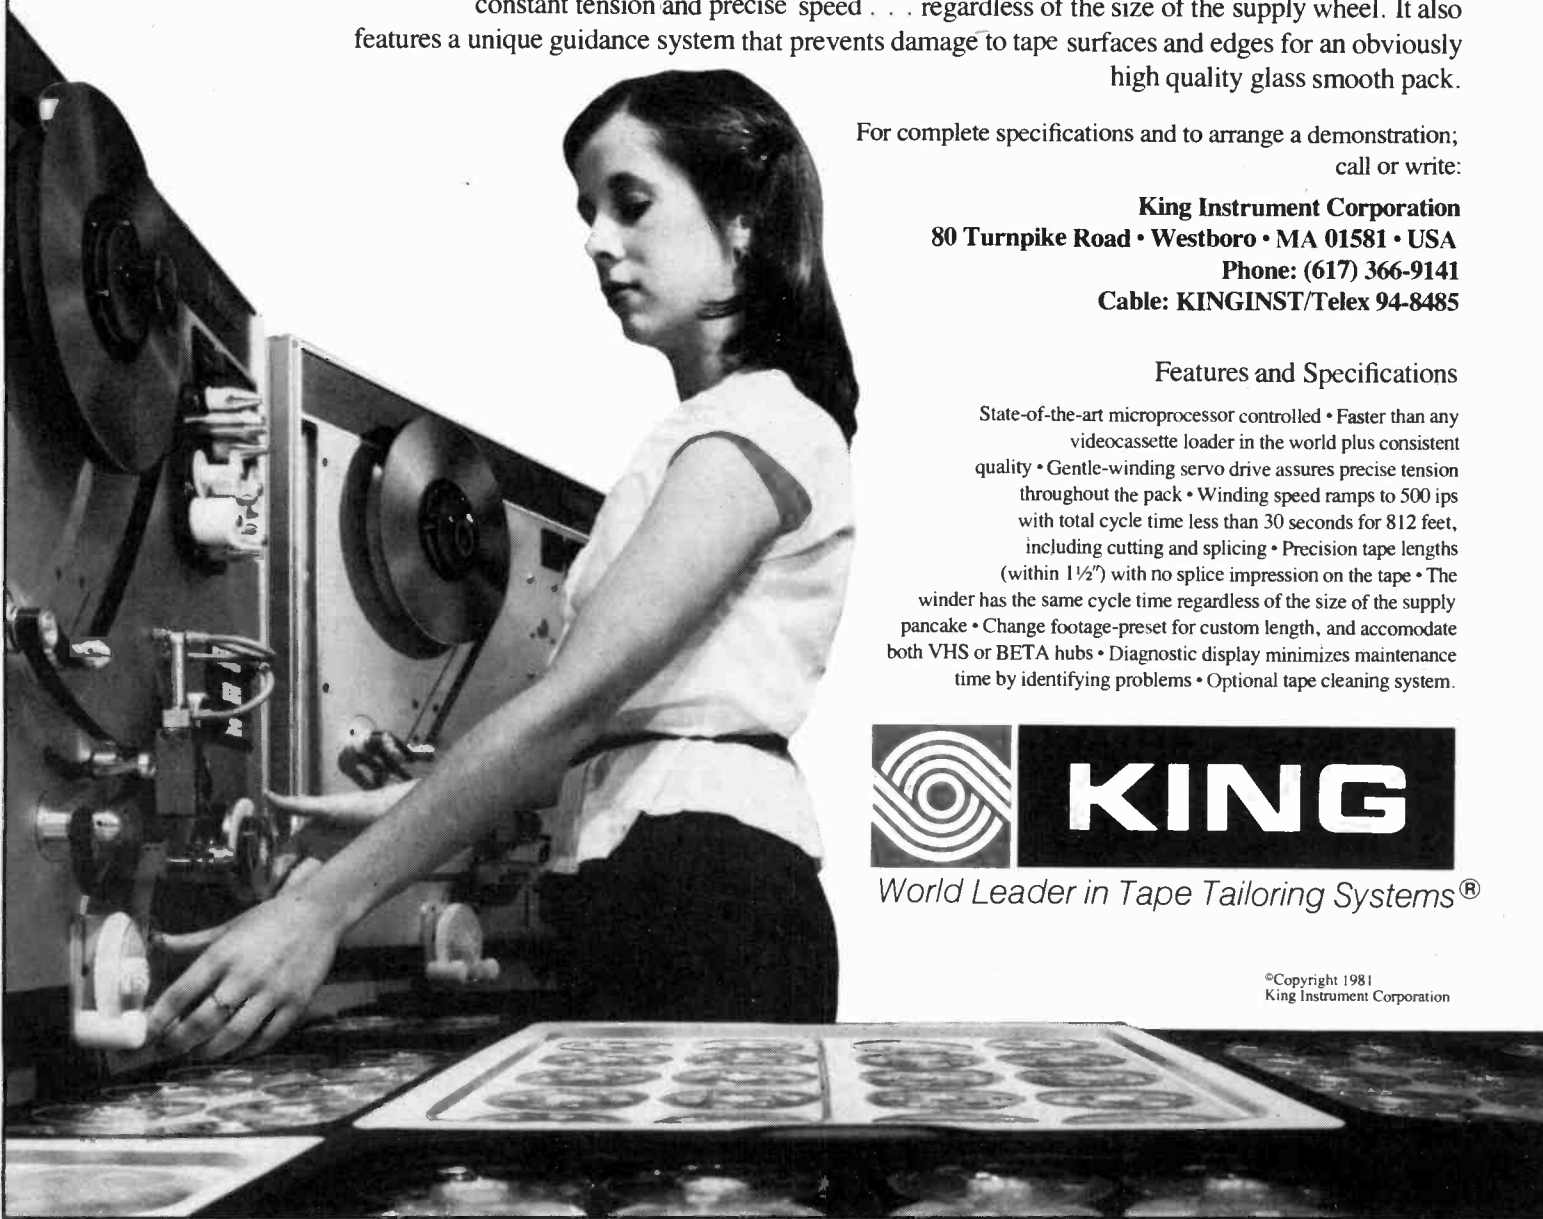 constant tension and precise speed . . . regardless of the size of the supply wheel. It also
features a unique guidance system that prevents damage to tape surfaces and edges for an obviously
high quality glass smooth pack.
For complete specifications and to arrange a demonstration;
call or write:
King Instrument Corporation
80 Turnpike Road • Westboro • MA 01581 • USA
Phone: (617) 366-9141
Cable: KINGINST/Telex 94-8485
Features and Specifications
State-of-the-art microprocessor controlled • Faster than any
videocassette loader in the world plus consistent
quality • Gentle-winding servo drive assures precise tension
throughout the pack • Winding speed ramps to 500 ips
with total cycle time less than 30 seconds for 812 feet,
including cutting and splicing • Precision tape lengths
(within 1½″) with no splice impression on the tape • The
winder has the same cycle time regardless of the size of the supply
pancake • Change footage-preset for custom length, and accomodate
both VHS or BETA hubs • Diagnostic display minimizes maintenance
time by identifying problems • Optional tape cleaning system.
KING
World Leader in Tape Tailoring Systems®
©Copyright 1981
King Instrument Corporation